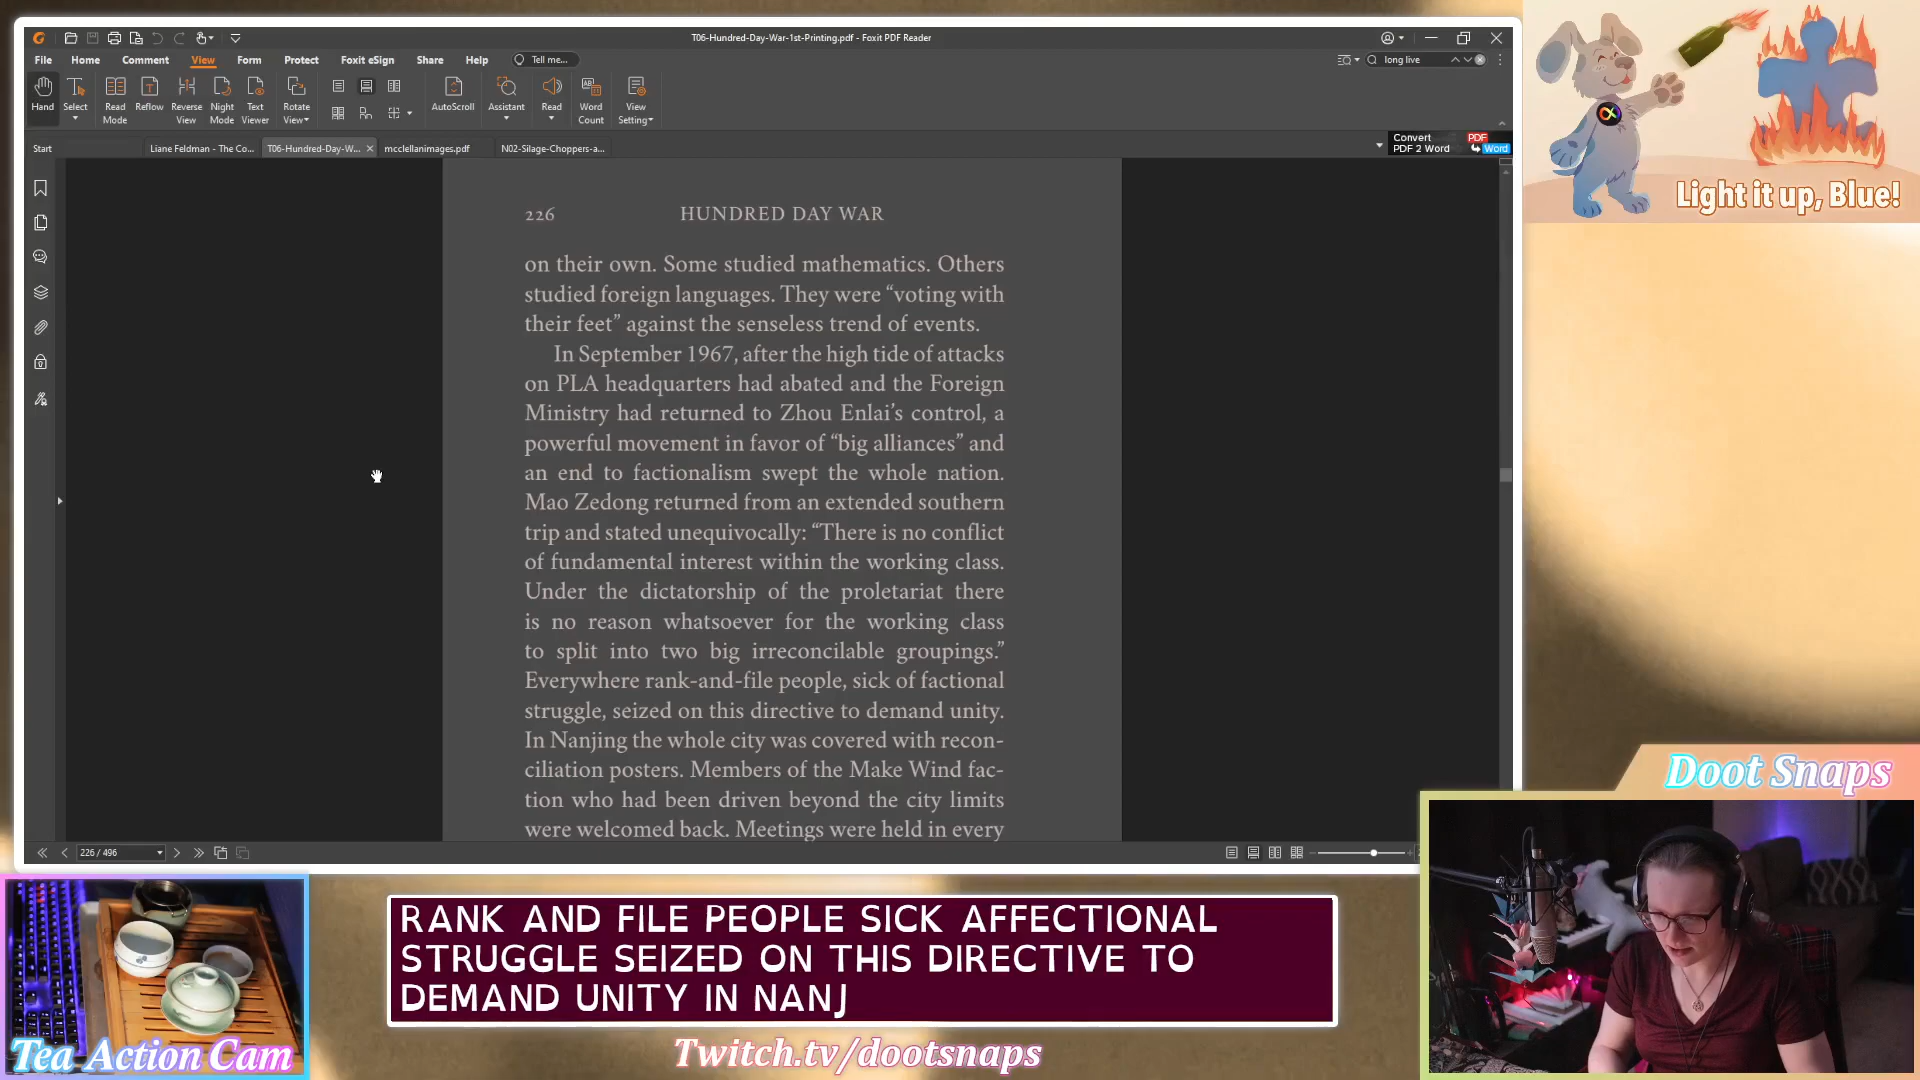 T06-Hundred-Day-War-1st-Printing.pdf - Foxit PDF Reader
File Home Comment View Form Protect Foxit eSign Share Help Tell me... long live
Hand Select Read Mode Reflow Reverse View Night Mode Text Viewer Rotate View AutoScroll Assistant Read Word Count View Setting
Start Liane Feldman - The Co... T06-Hundred-Day-W... mcclellanimages.pdf N02-Silage-Choppers-a...
Convert PDF
PDF 2 Word Word
226 HUNDRED DAY WAR
on their own. Some studied mathematics. Others
studied foreign languages. They were “voting with
their feet” against the senseless trend of events.
In September 1967, after the high tide of attacks
on PLA headquarters had abated and the Foreign
Ministry had returned to Zhou Enlai’s control, a
powerful movement in favor of “big alliances” and
an end to factionalism swept the whole nation.
Mao Zedong returned from an extended southern
trip and stated unequivocally: “There is no conflict
of fundamental interest within the working class.
Under the dictatorship of the proletariat there
is no reason whatsoever for the working class
to split into two big irreconcilable groupings.”
Everywhere rank-and-file people, sick of factional
struggle, seized on this directive to demand unity.
In Nanjing the whole city was covered with recon-
ciliation posters. Members of the Make Wind fac-
tion who had been driven beyond the city limits
were welcomed back. Meetings were held in every
226 / 496
Light it up, Blue!
Doot Snaps
RANK AND FILE PEOPLE SICK AFFECTIONAL
STRUGGLE SEIZED ON THIS DIRECTIVE TO
DEMAND UNITY IN NANJ
Tea Action Cam
Twitch.tv/dootsnaps